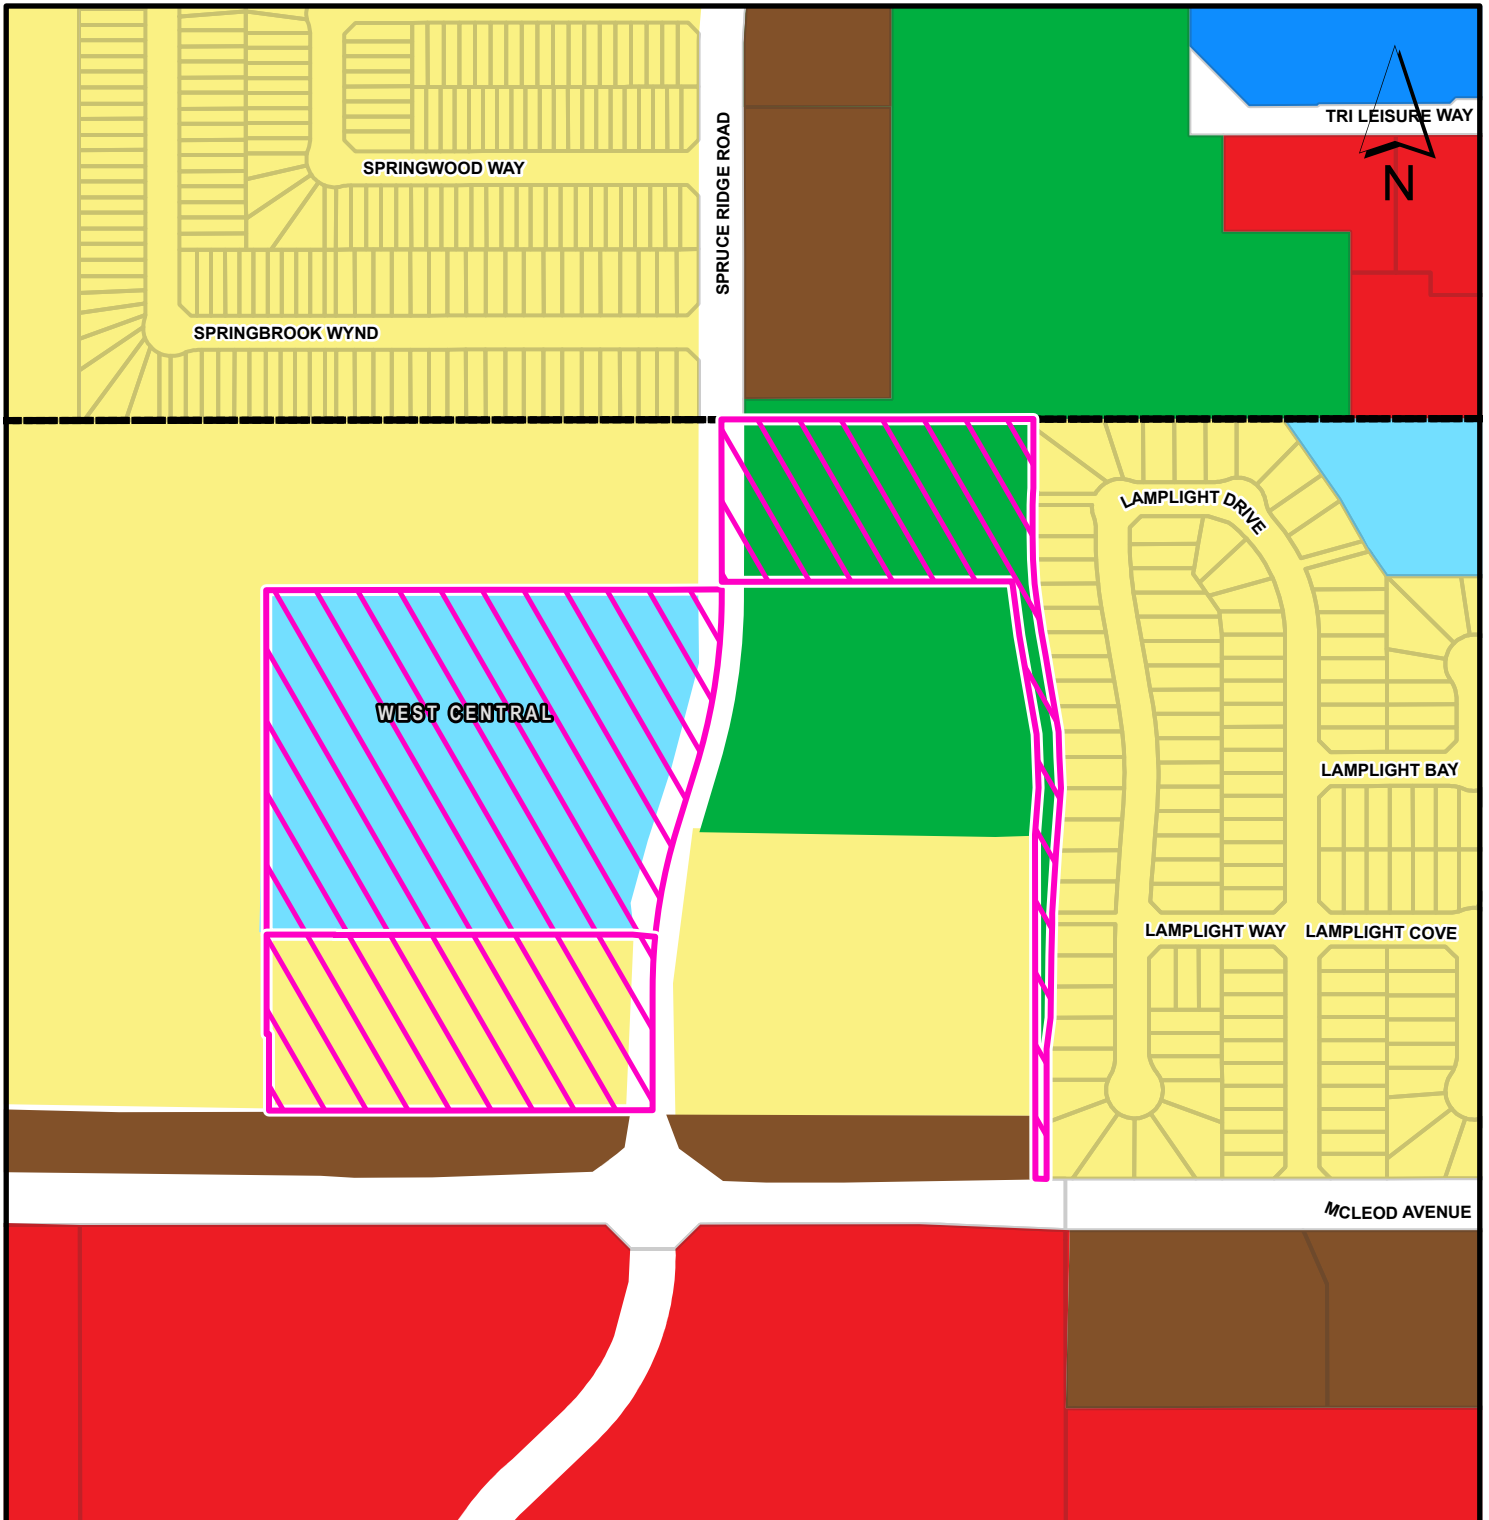 TRI LEISURE WAY
SPRINGWOOD WAY
N
SPRUCE RIDGE ROAD
SPRINGBROOK WYND
LAMPLIGHT DRIVE
WEST CENTRAL
LAMPLIGHT BAY
LAMPLIGHT WAY
LAMPLIGHT COVE
MCLEOD AVENUE